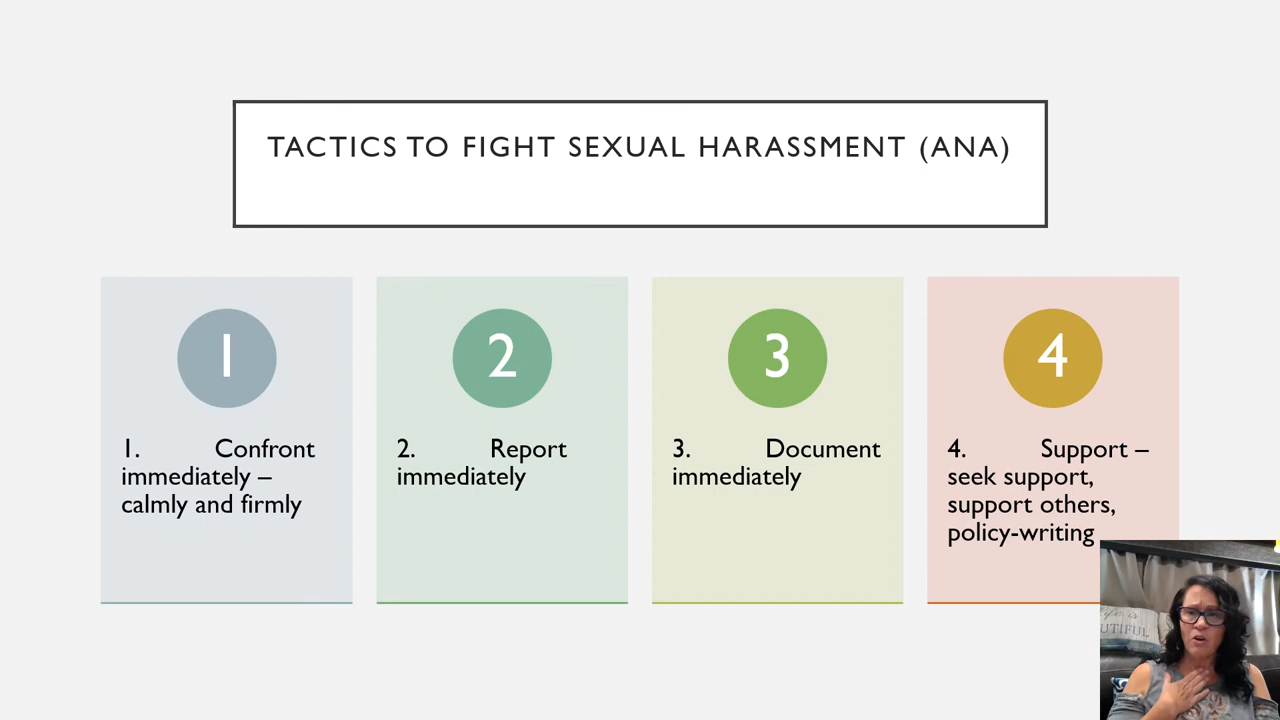 TACTICS TO FIGHT SEXUAL HARASSMENT (ANA)
1
1. Confront
immediately –
calmly and firmly
2
2. Report
immediately
3
3. Document
immediately
4
4. Support –
seek support,
support others,
policy-writing